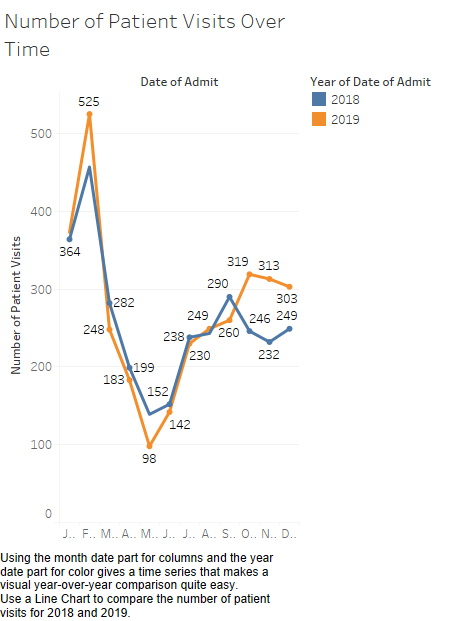 Number of Patient Visits Over
Time
Date of Admit
Year of Date of Admit
2018
2019
Number of Patient Visits
500
400
300
200
100
0
525
364
282
248
199
183
152
142
98
238
230
249
290
260
319
313
303
246
249
232
J.. F.. M.. A.. M.. J.. J.. A.. S.. O.. N.. D..
Using the month date part for columns and the year
date part for color gives a time series that makes a
visual year-over-year comparison quite easy.
Use a Line Chart to compare the number of patient
visits for 2018 and 2019.